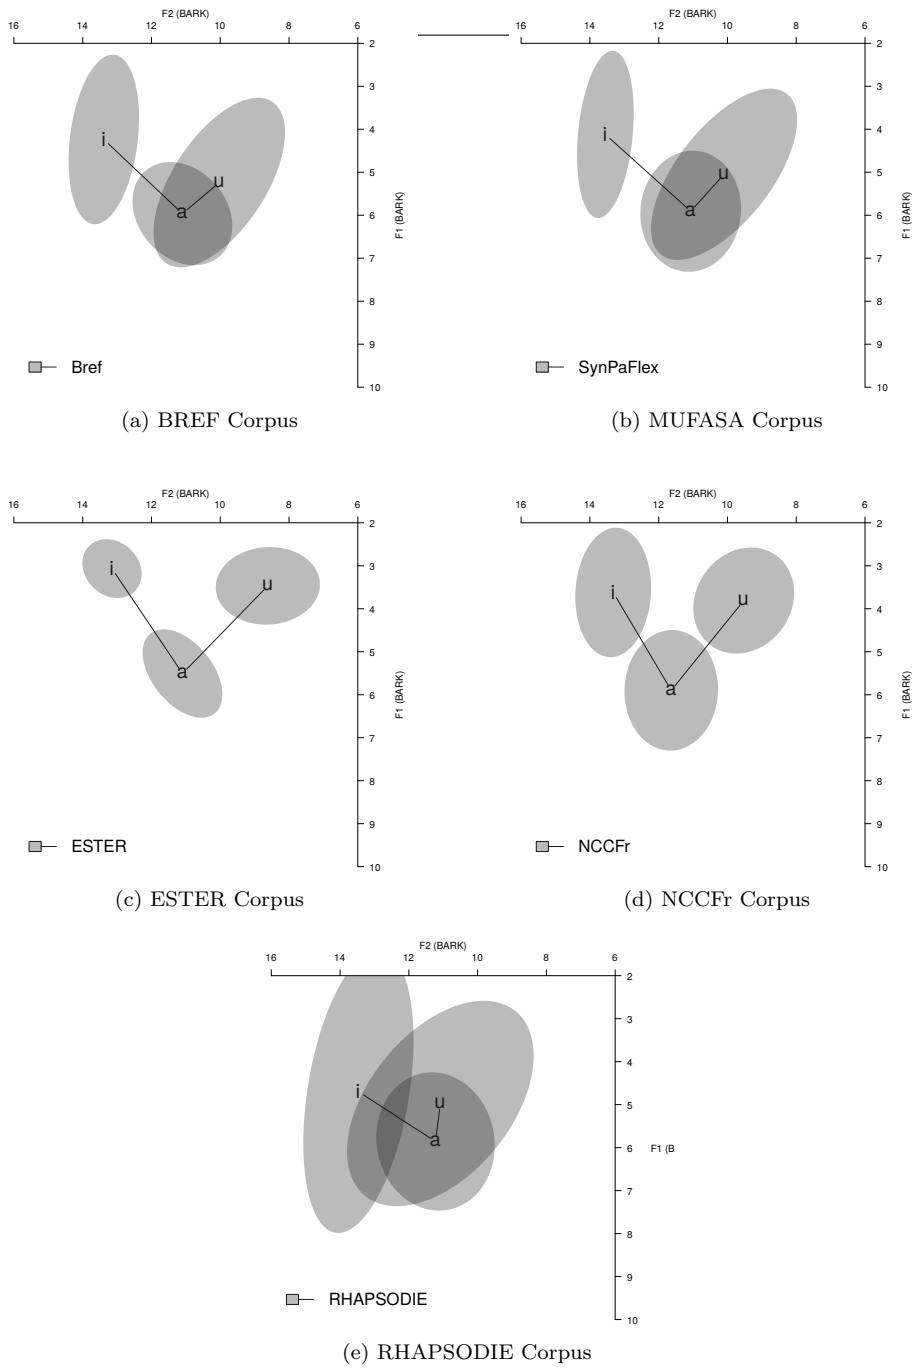 F2 (BARK)
16 14 12 10 8 6
2
3
4
5
6
7
8
9
10
F1 (BARK)
i
u
a
Bref
(a) BREF Corpus
F2 (BARK)
16 14 12 10 8 6
2
3
4
5
6
7
8
9
10
F1 (BARK)
i
u
a
SynPaFlex
(b) MUFASA Corpus
F2 (BARK)
16 14 12 10 8 6
2
3
4
5
6
7
8
9
10
F1 (BARK)
i
u
a
ESTER
(c) ESTER Corpus
F2 (BARK)
16 14 12 10 8 6
2
3
4
5
6
7
8
9
10
F1 (BARK)
i
u
a
NCCFr
(d) NCCFr Corpus
F2 (BARK)
16 14 12 10 8 6
2
3
4
5
6
7
8
9
10
F1 (B
i
u
a
RHAPSODIE
(e) RHAPSODIE Corpus